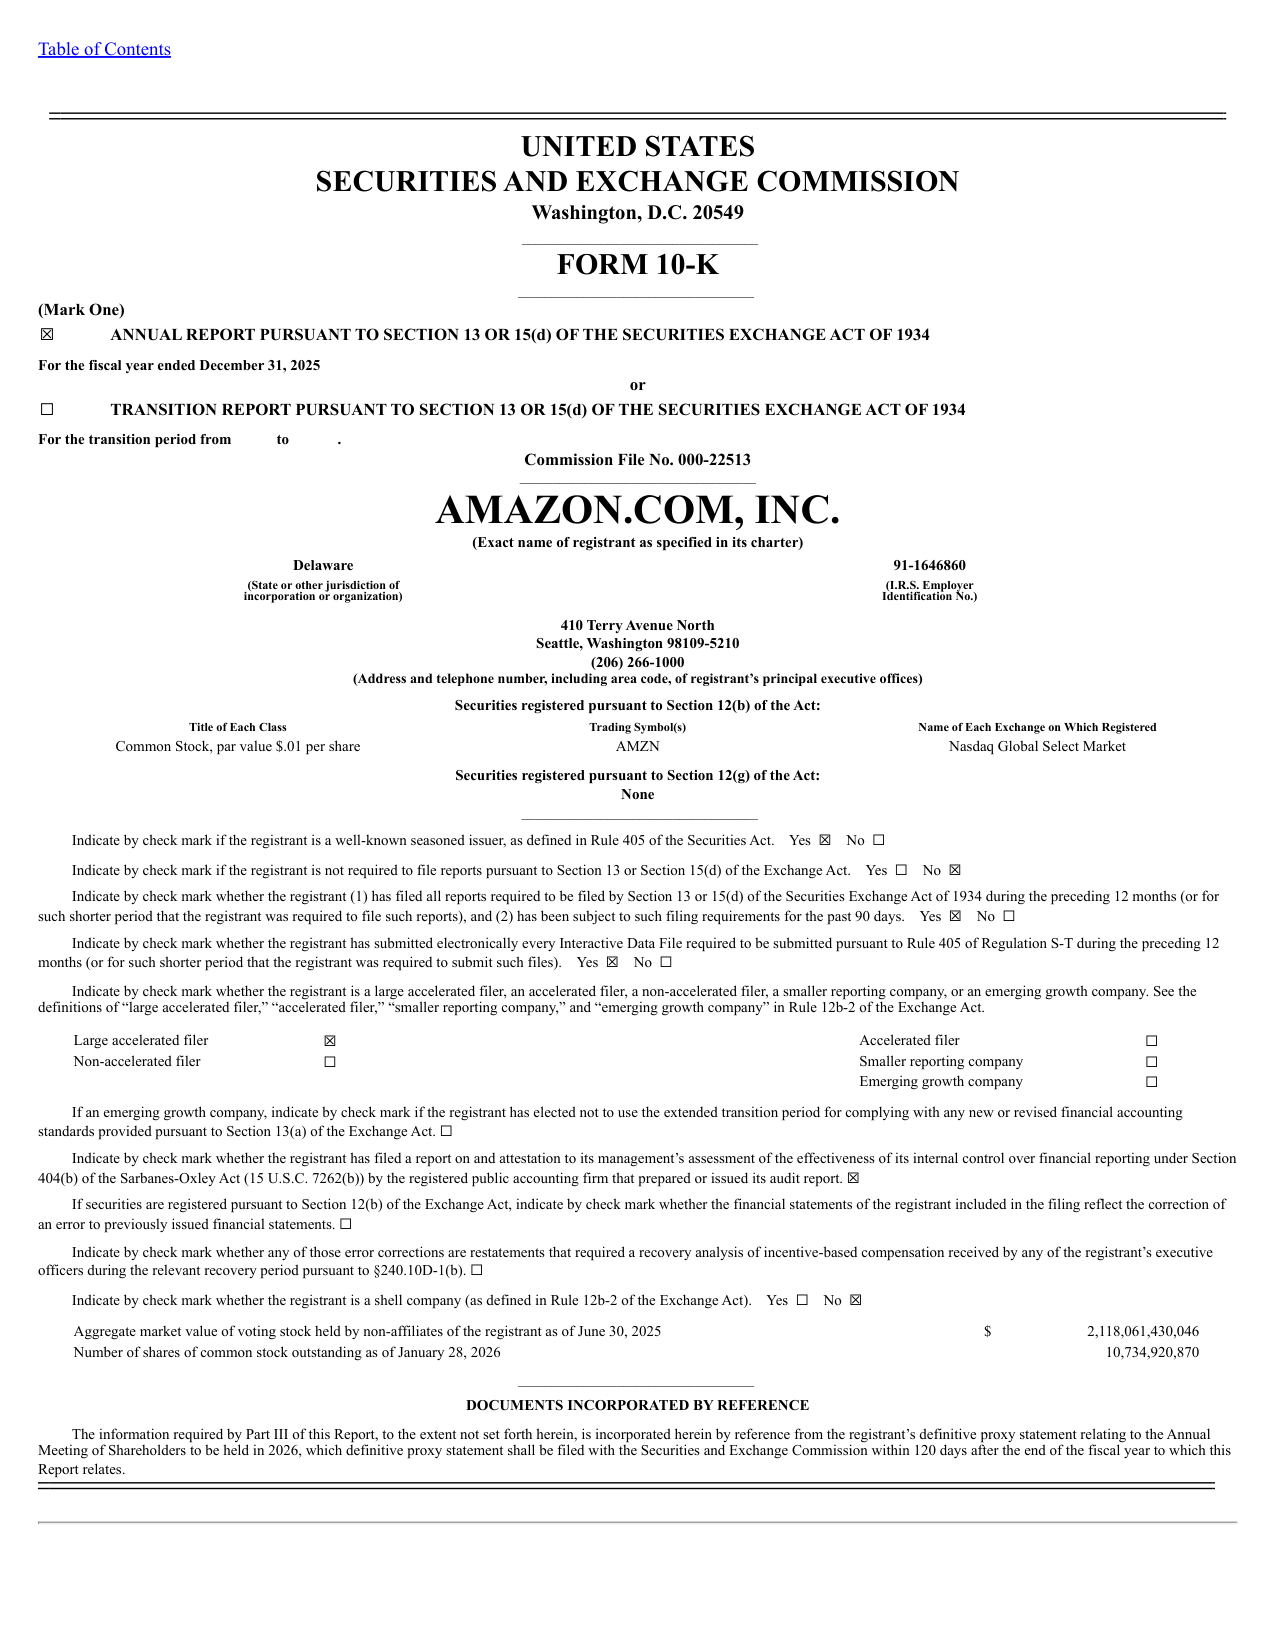 Table of Contents
UNITED STATES
SECURITIES AND EXCHANGE COMMISSION
Washington, D.C. 20549
FORM 10-K
(Mark One)
☒ ANNUAL REPORT PURSUANT TO SECTION 13 OR 15(d) OF THE SECURITIES EXCHANGE ACT OF 1934
For the fiscal year ended December 31, 2025
or
☐ TRANSITION REPORT PURSUANT TO SECTION 13 OR 15(d) OF THE SECURITIES EXCHANGE ACT OF 1934
For the transition period from to .
Commission File No. 000-22513
AMAZON.COM, INC.
(Exact name of registrant as specified in its charter)
Delaware 91-1646860
(State or other jurisdiction of (I.R.S. Employer
incorporation or organization) Identification No.)
410 Terry Avenue North
Seattle, Washington 98109-5210
(206) 266-1000
(Address and telephone number, including area code, of registrant’s principal executive offices)
Securities registered pursuant to Section 12(b) of the Act:
Title of Each Class Trading Symbol(s) Name of Each Exchange on Which Registered
Common Stock, par value $.01 per share AMZN Nasdaq Global Select Market
Securities registered pursuant to Section 12(g) of the Act:
None
Indicate by check mark if the registrant is a well-known seasoned issuer, as defined in Rule 405 of the Securities Act. Yes ☒ No ☐
Indicate by check mark if the registrant is not required to file reports pursuant to Section 13 or Section 15(d) of the Exchange Act. Yes ☐ No ☒
Indicate by check mark whether the registrant (1) has filed all reports required to be filed by Section 13 or 15(d) of the Securities Exchange Act of 1934 during the preceding 12 months (or for
such shorter period that the registrant was required to file such reports), and (2) has been subject to such filing requirements for the past 90 days. Yes ☒ No ☐
Indicate by check mark whether the registrant has submitted electronically every Interactive Data File required to be submitted pursuant to Rule 405 of Regulation S-T during the preceding 12
months (or for such shorter period that the registrant was required to submit such files). Yes ☒ No ☐
Indicate by check mark whether the registrant is a large accelerated filer, an accelerated filer, a non-accelerated filer, a smaller reporting company, or an emerging growth company. See the
definitions of “large accelerated filer,” “accelerated filer,” “smaller reporting company,” and “emerging growth company” in Rule 12b-2 of the Exchange Act.
Large accelerated filer ☒ Accelerated filer ☐
Non-accelerated filer ☐ Smaller reporting company ☐
Emerging growth company ☐
If an emerging growth company, indicate by check mark if the registrant has elected not to use the extended transition period for complying with any new or revised financial accounting
standards provided pursuant to Section 13(a) of the Exchange Act. ☐
Indicate by check mark whether the registrant has filed a report on and attestation to its management’s assessment of the effectiveness of its internal control over financial reporting under Section
404(b) of the Sarbanes-Oxley Act (15 U.S.C. 7262(b)) by the registered public accounting firm that prepared or issued its audit report. ☒
If securities are registered pursuant to Section 12(b) of the Exchange Act, indicate by check mark whether the financial statements of the registrant included in the filing reflect the correction of
an error to previously issued financial statements. ☐
Indicate by check mark whether any of those error corrections are restatements that required a recovery analysis of incentive-based compensation received by any of the registrant’s executive
officers during the relevant recovery period pursuant to §240.10D-1(b). ☐
Indicate by check mark whether the registrant is a shell company (as defined in Rule 12b-2 of the Exchange Act). Yes ☐ No ☒
Aggregate market value of voting stock held by non-affiliates of the registrant as of June 30, 2025 $ 2,118,061,430,046
Number of shares of common stock outstanding as of January 28, 2026 10,734,920,870
DOCUMENTS INCORPORATED BY REFERENCE
The information required by Part III of this Report, to the extent not set forth herein, is incorporated herein by reference from the registrant’s definitive proxy statement relating to the Annual
Meeting of Shareholders to be held in 2026, which definitive proxy statement shall be filed with the Securities and Exchange Commission within 120 days after the end of the fiscal year to which this
Report relates.